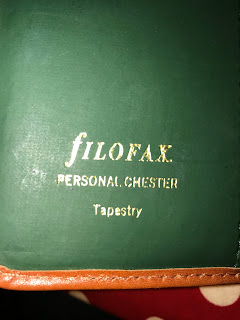 fILOFAX
PERSONAL CHESTER
Tapestry